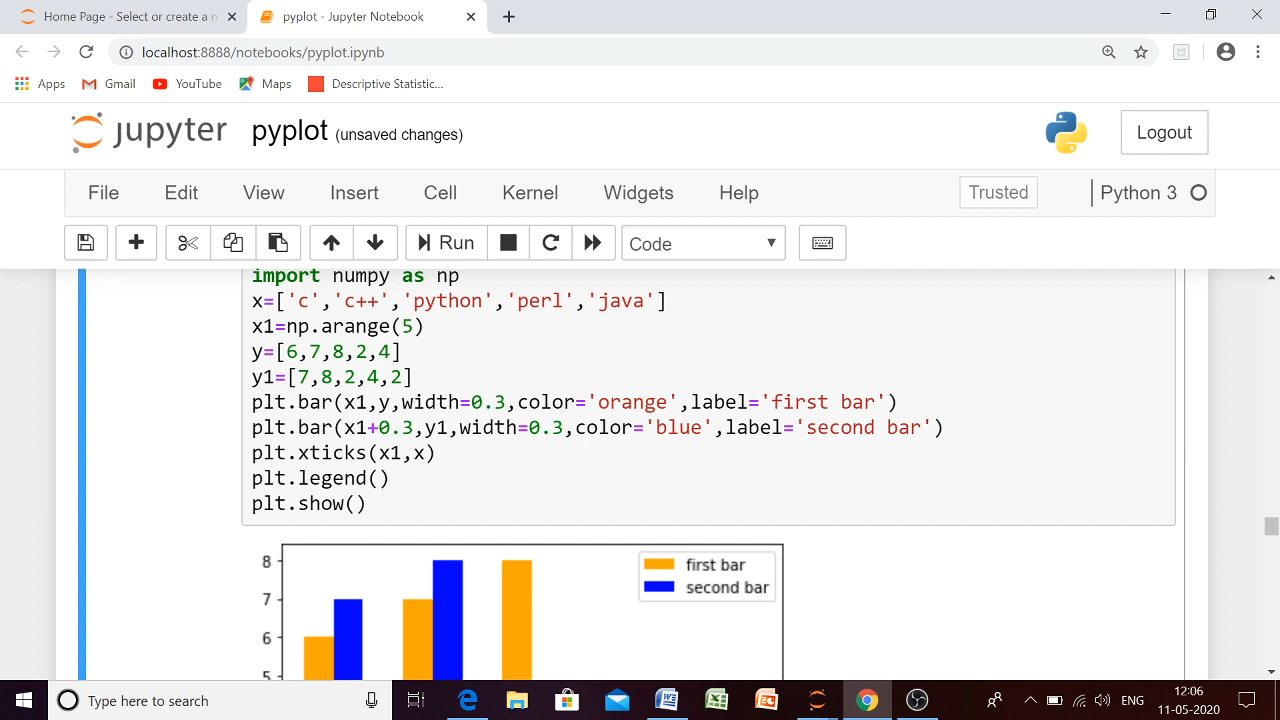 Home Page - Select or create a n
pyplot - Jupyter Notebook
localhost:8888/notebooks/pyplot.ipynb
Apps Gmail YouTube Maps Descriptive Statistic...
jupyter pyplot (unsaved changes) Logout
File Edit View Insert Cell Kernel Widgets Help Trusted Python 3
Run Code
import numpy as np
x=['c','c++','python','perl','java']
x1=np.arange(5)
y=[6,7,8,2,4]
y1=[7,8,2,4,2]
plt.bar(x1,y,width=0.3,color='orange',label='first bar')
plt.bar(x1+0.3,y1,width=0.3,color='blue',label='second bar')
plt.xticks(x1,x)
plt.legend()
plt.show()
8
first bar
second bar
7
6
5
Type here to search
ENG
12:06
11-05-2020